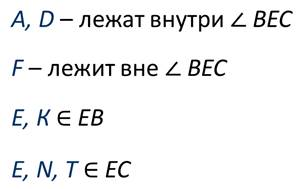 A, D – лежат внутри ∠ BEC
F – лежит вне ∠ BEC
E, K ∈ EB
E, N, T ∈ EC